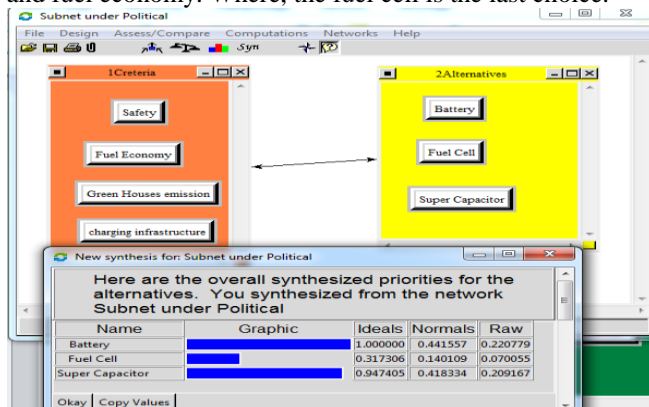 and fuel economy. Where, the fuel cell is the last choice.
Subnet under Political
File Design Assess/Compare Computations Networks Help
Syn
1Creteria
2Alternatives
Safety
Battery
Fuel Economy
Fuel Cell
Green Houses emission
Super Capacitor
charging infrastructure
New synthesis for: Subnet under Political
Here are the overall synthesized priorities for the
alternatives. You synthesized from the network
Subnet under Political
Name Graphic Ideals Normals Raw
Battery 1.000000 0.441557 0.220779
Fuel Cell 0.317306 0.140109 0.070055
Super Capacitor 0.947405 0.418334 0.209167
Okay Copy Values